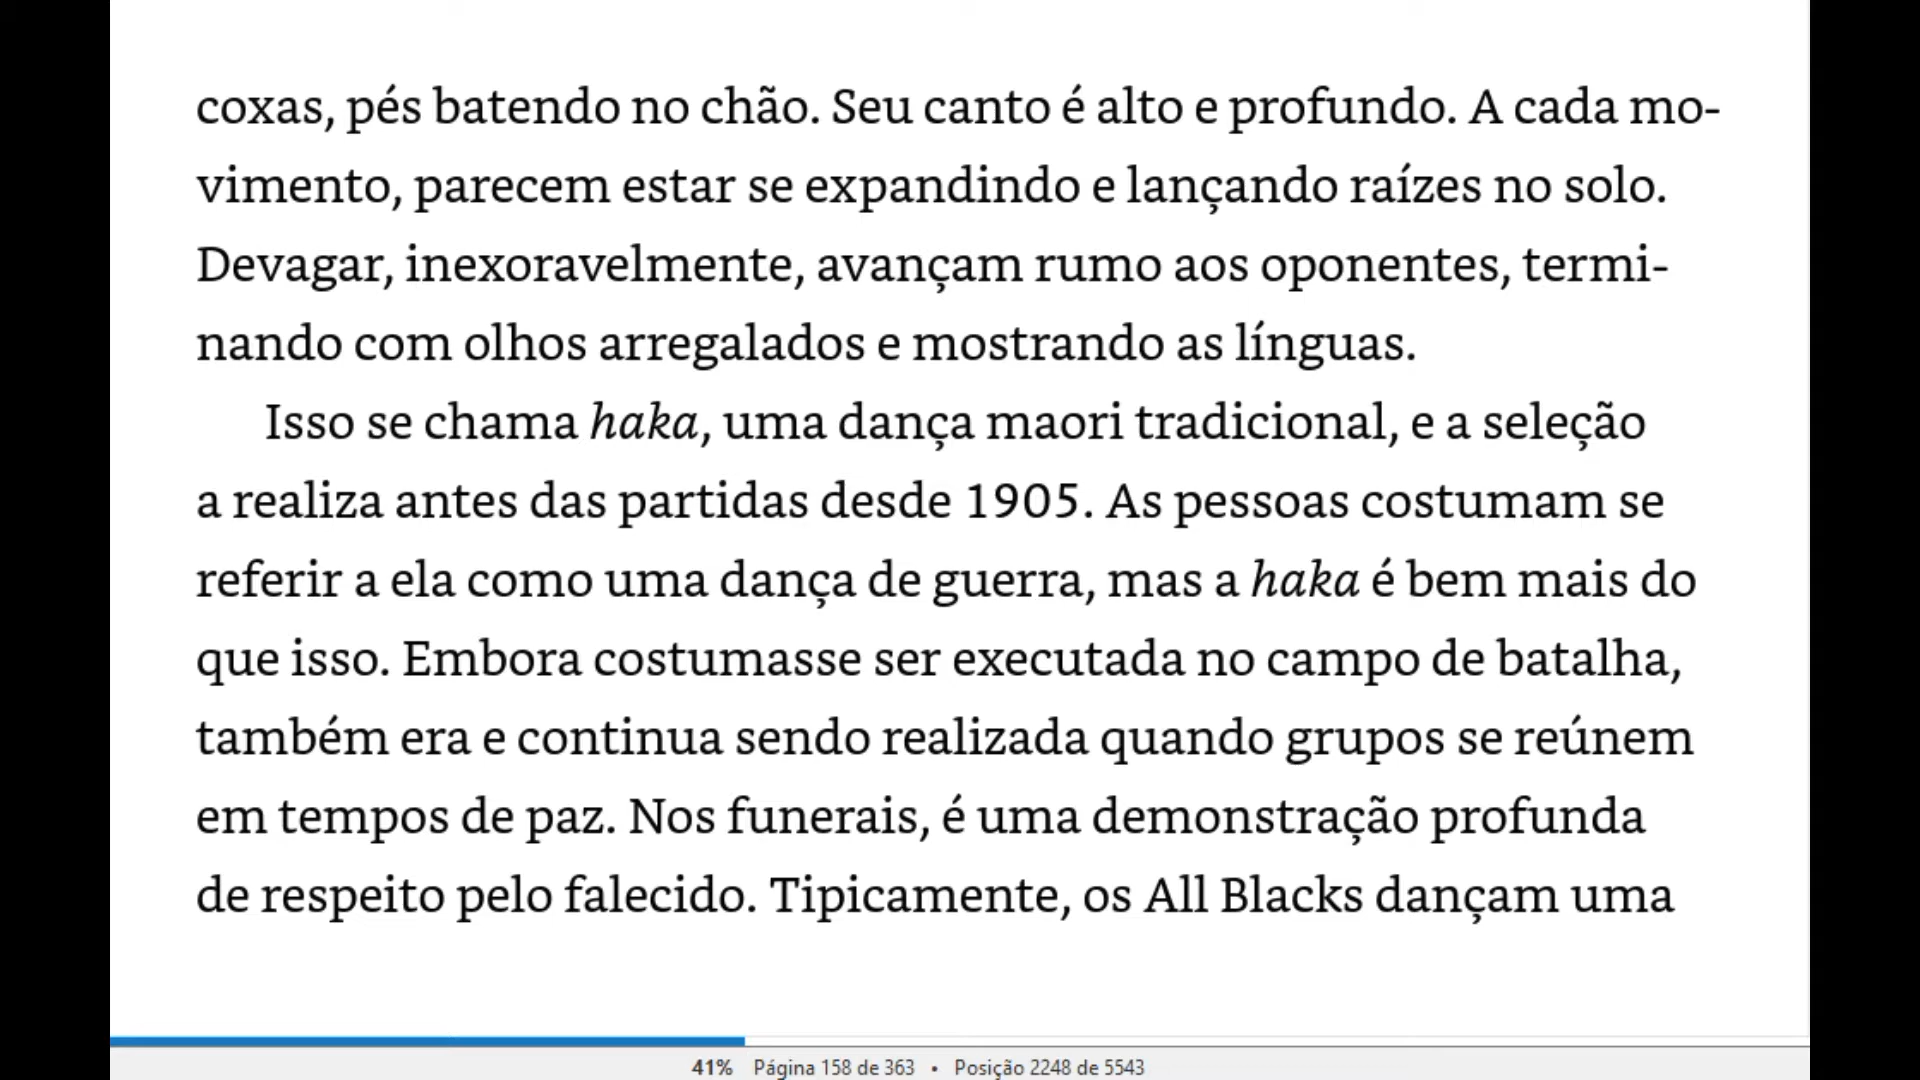 coxas, pés batendo no chão. Seu canto é alto e profundo. A cada mo-
vimento, parecem estar se expandindo e lançando raízes no solo.
Devagar, inexoravelmente, avançam rumo aos oponentes, termi-
nando com olhos arregalados e mostrando as línguas.
Isso se chama haka, uma dança maori tradicional, e a seleção
a realiza antes das partidas desde 1905. As pessoas costumam se
referir a ela como uma dança de guerra, mas a haka é bem mais do
que isso. Embora costumasse ser executada no campo de batalha,
também era e continua sendo realizada quando grupos se reúnem
em tempos de paz. Nos funerais, é uma demonstração profunda
de respeito pelo falecido. Tipicamente, os All Blacks dançam uma
41% Página 158 de 363 • Posição 2248 de 5543